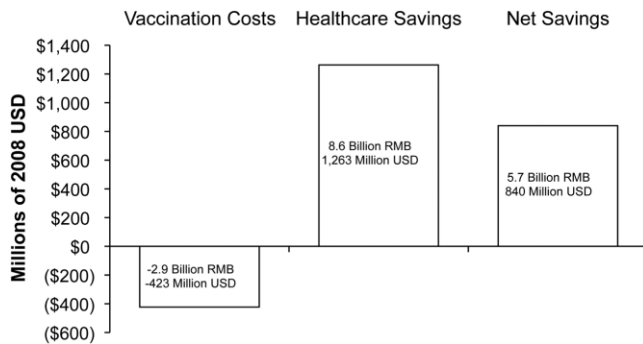 Vaccination Costs Healthcare Savings Net Savings
Millions of 2008 USD
$1,400
$1,200
$1,000
$800
$600
$400
$200
$0
($200)
($400)
($600)
8.6 Billion RMB
1,263 Million USD
5.7 Billion RMB
840 Million USD
-2.9 Billion RMB
-423 Million USD